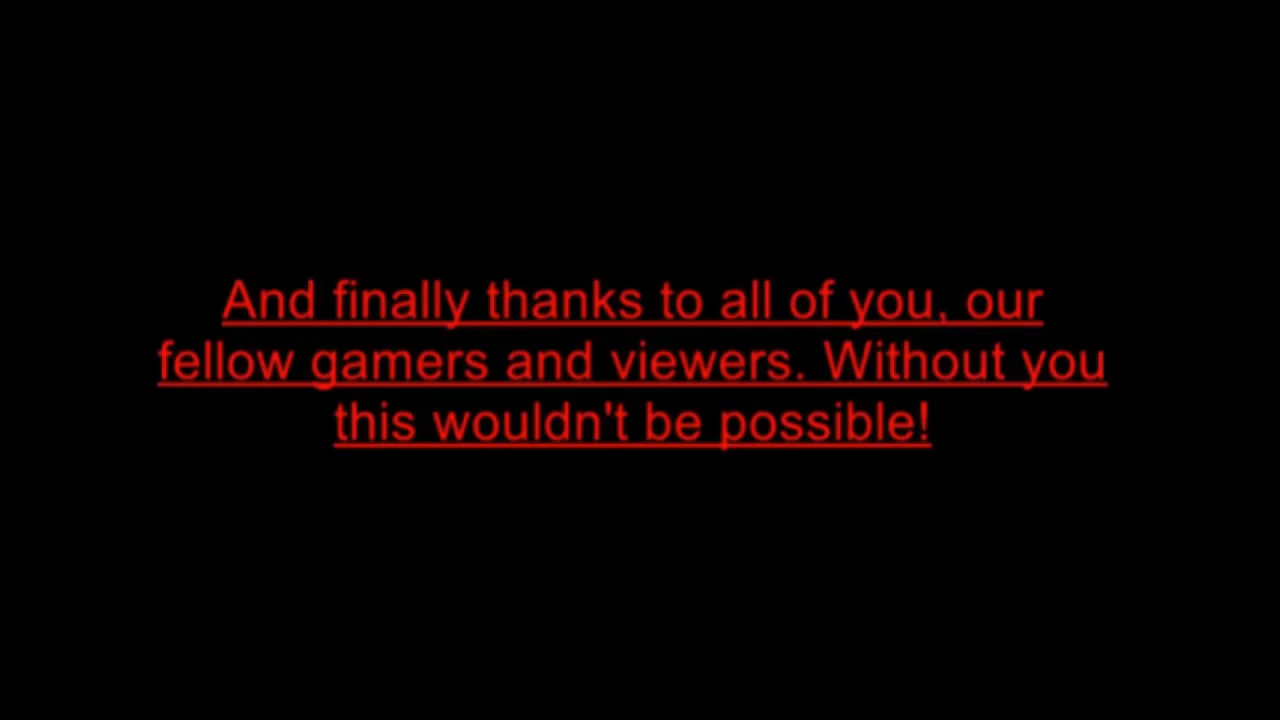 And finally thanks to all of you, our
fellow gamers and viewers. Without you
this wouldn't be possible!